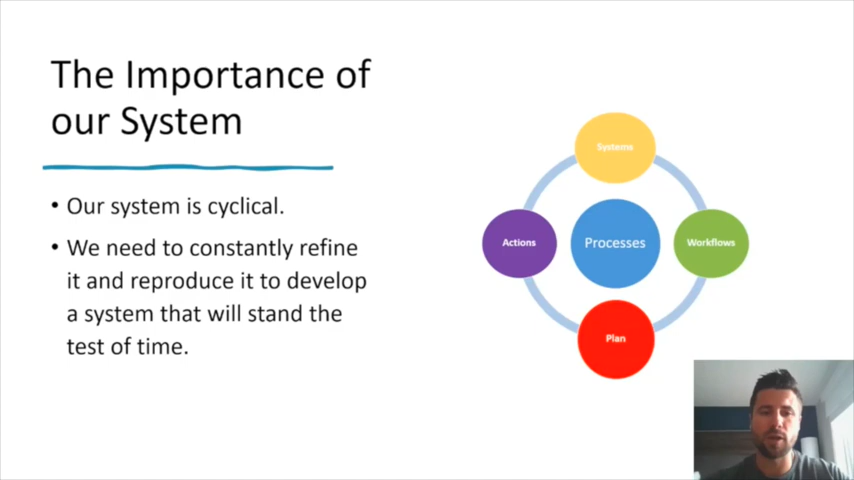 The Importance of
our System
• Our system is cyclical.
• We need to constantly refine
it and reproduce it to develop
a system that will stand the
test of time.
Systems
Actions
Processes
Workflows
Plan